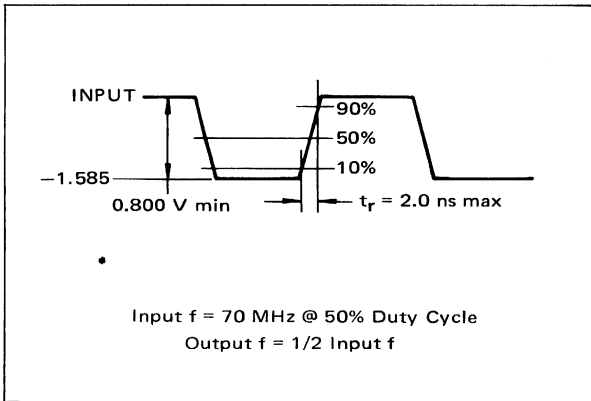 INPUT
90%
50%
10%
−1.585
0.800 V min
tr = 2.0 ns max
Input f = 70 MHz @ 50% Duty Cycle
Output f = 1/2 Input f